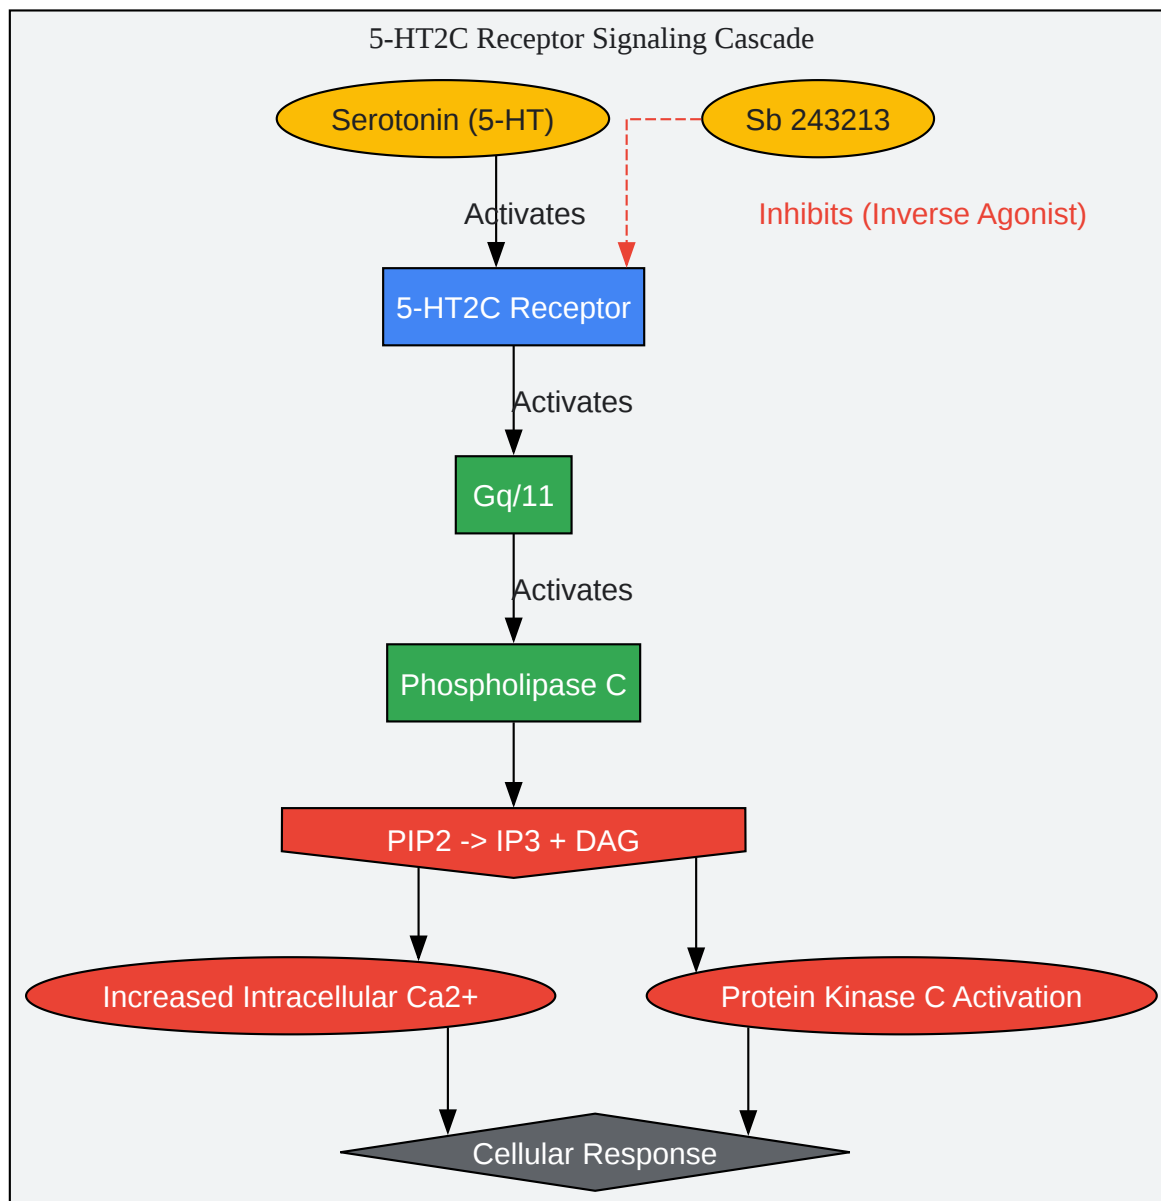 5-HT2C Receptor Signaling Cascade
Serotonin (5-HT)
Sb 243213
Activates
Inhibits (Inverse Agonist)
5-HT2C Receptor
Activates
Gq/11
Activates
Phospholipase C
PIP2 -> IP3 + DAG
Increased Intracellular Ca2+
Protein Kinase C Activation
Cellular Response